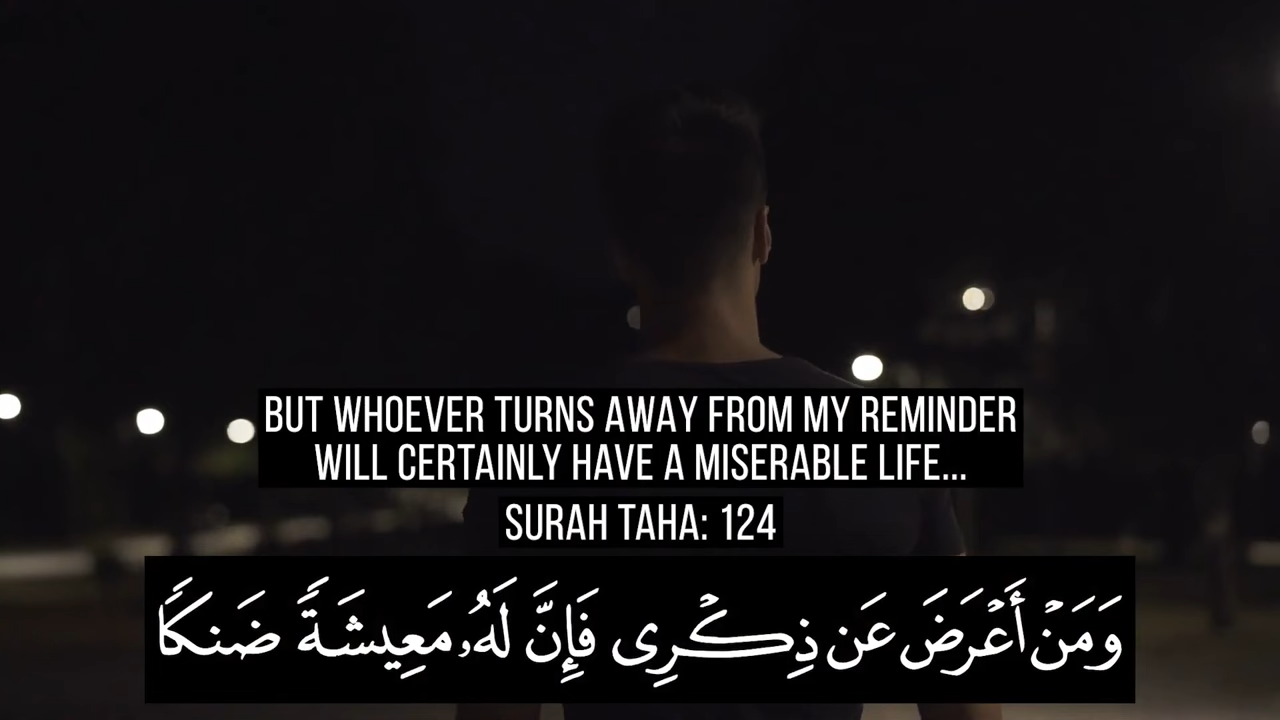 BUT WHOEVER TURNS AWAY FROM MY REMINDER
WILL CERTAINLY HAVE A MISERABLE LIFE...
SURAH TAHA: 124
وَمَنۡ أَعۡرَضَ عَن ذِكۡرِى فَإِنَّ لَهُۥ مَعِيشَةً ضَنكًا